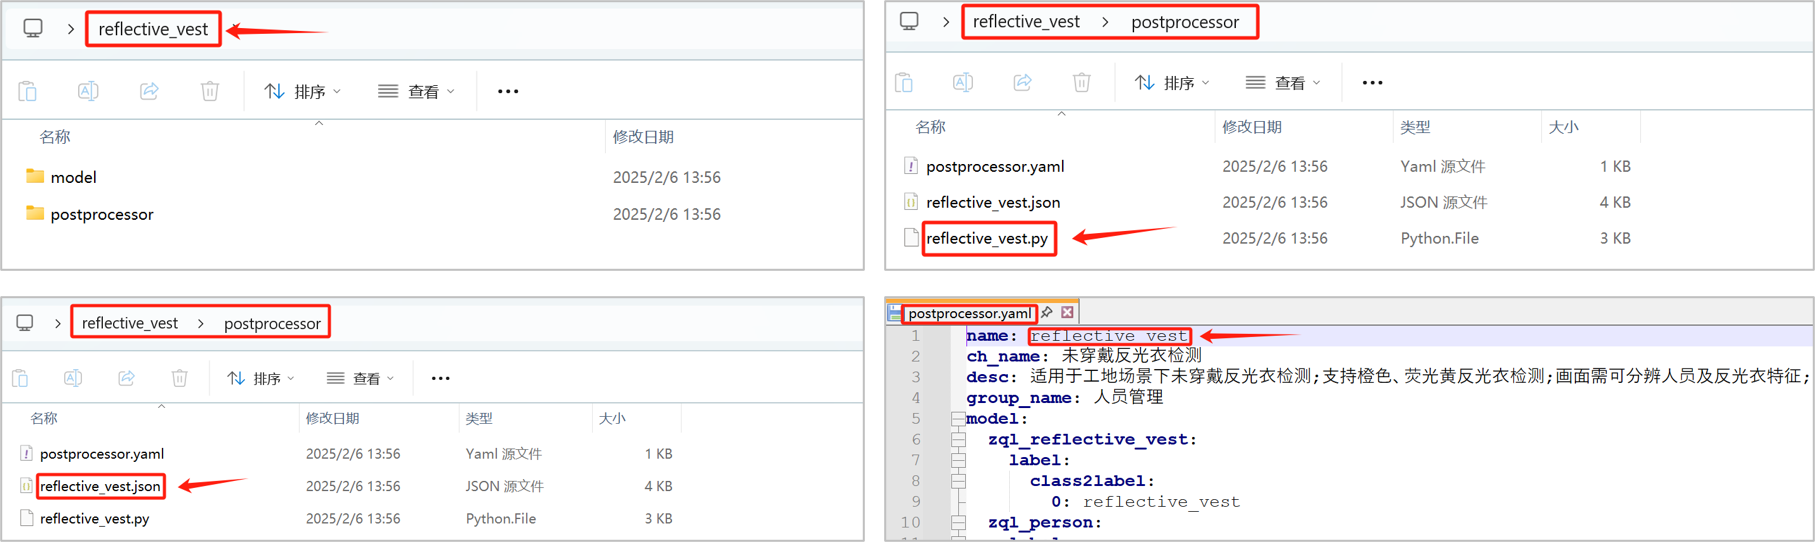 reflective_vest
排序
查看
名称
修改日期
model
2025/2/6 13:56
postprocessor
2025/2/6 13:56
reflective_vest > postprocessor
排序
查看
名称
修改日期
类型
大小
postprocessor.yaml
2025/2/6 13:56
Yaml 源文件
1 KB
reflective_vest.json
2025/2/6 13:56
JSON 源文件
4 KB
reflective_vest.py
2025/2/6 13:56
Python.File
3 KB
reflective_vest > postprocessor
排序
查看
名称
修改日期
类型
大小
postprocessor.yaml
2025/2/6 13:56
Yaml 源文件
1 KB
reflective_vest.json
2025/2/6 13:56
JSON 源文件
4 KB
reflective_vest.py
2025/2/6 13:56
Python.File
3 KB
postprocessor.yaml
1 name: reflective_vest
2 ch_name: 未穿戴反光衣检测
3 desc: 适用于工地场景下未穿戴反光衣检测;支持橙色、荧光黄反光衣检测;画面需可分辨人员及反光衣特征;
4 group_name: 人员管理
5 model:
6 zql_reflective_vest:
7 label:
8 class2label:
9 0: reflective_vest
10 zql_person: